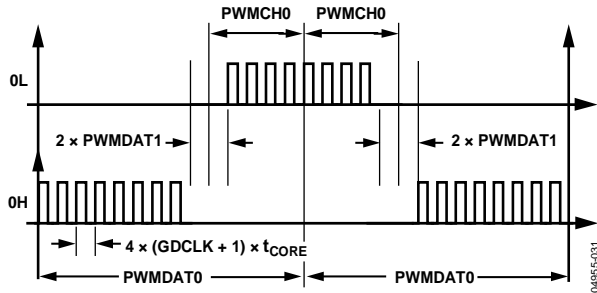 PWMCH0 PWMCH0
0L
2 × PWMDAT1 2 × PWMDAT1
0H
4 × (GDCLK + 1) × tCORE
PWMDAT0 PWMDAT0
04955-031